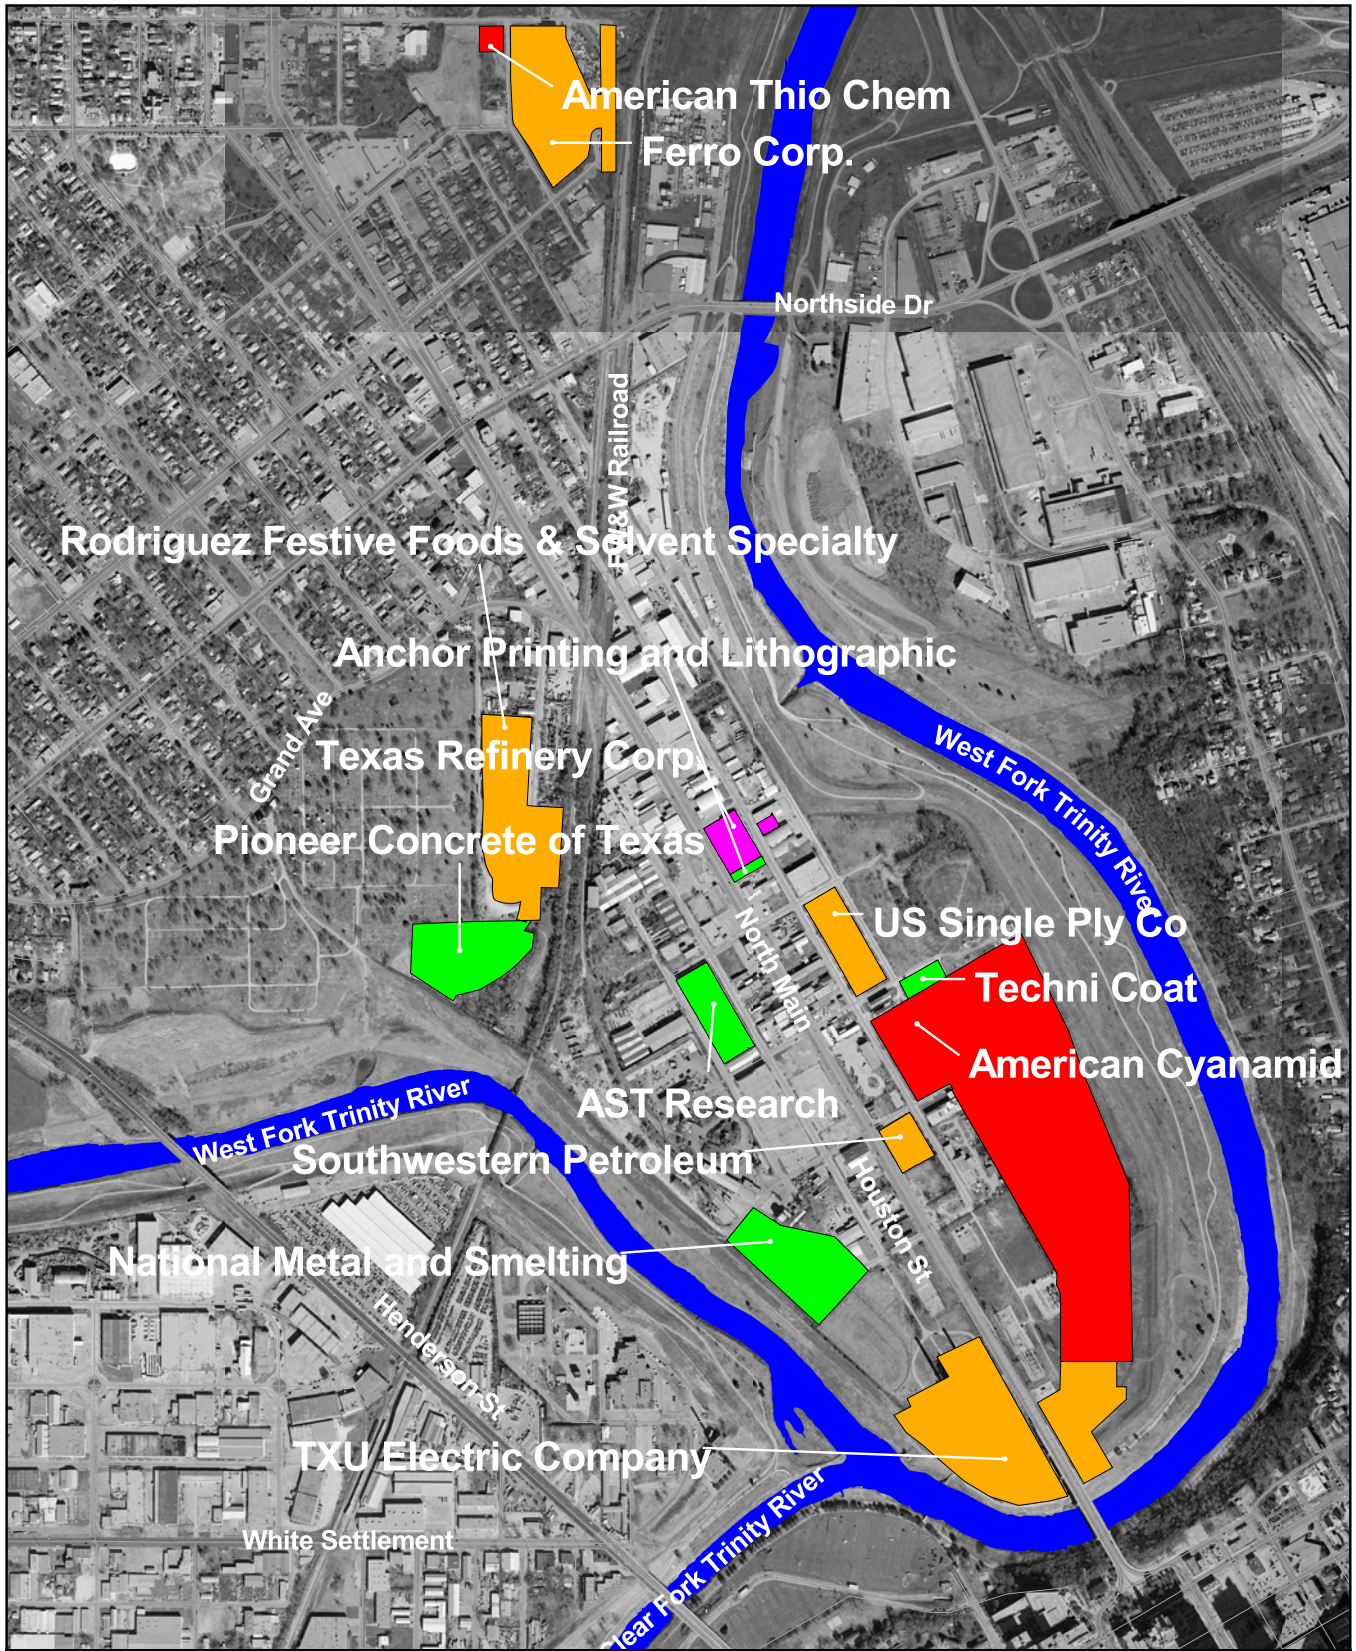 American Thio Chem
Ferro Corp.
Northside Dr
FW&W Railroad
Rodriguez Festive Foods & Solvent Specialty
Anchor Printing and Lithographic
Grand Ave
Texas Refinery Corp.
West Fork Trinity River
Pioneer Concrete of Texas
US Single Ply Co
North Main
Techni Coat
American Cyanamid
AST Research
West Fork Trinity River
Southwestern Petroleum
Houston St
National Metal and Smelting
Henderson St
TXU Electric Company
White Settlement
Clear Fork Trinity River